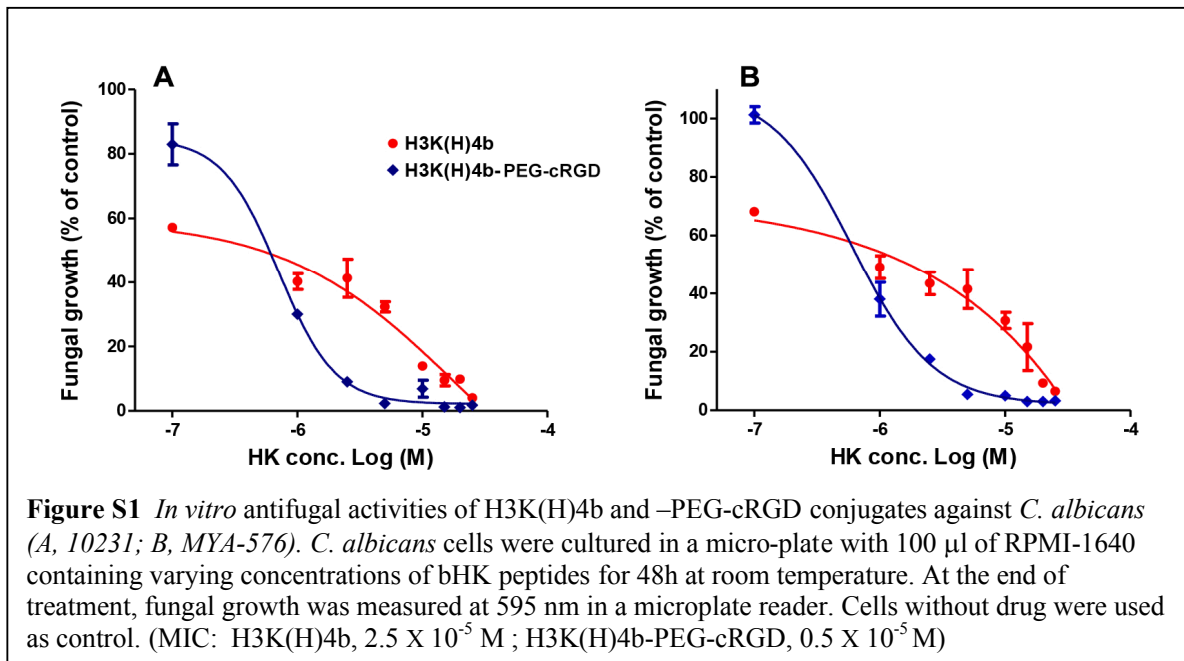 A
B
100
80
60
40
20
0
Fungal growth (% of control)
H3K(H)4b
H3K(H)4b-PEG-cRGD
-7 -6 -5 -4
HK conc. Log (M)
100
80
60
40
20
0
Fungal growth (% of control)
-7 -6 -5 -4
HK conc. Log (M)
Figure S1 In vitro antifugal activities of H3K(H)4b and –PEG-cRGD conjugates against C. albicans
(A, 10231; B, MYA-576). C. albicans cells were cultured in a micro-plate with 100 μl of RPMI-1640
containing varying concentrations of bHK peptides for 48h at room temperature. At the end of
treatment, fungal growth was measured at 595 nm in a microplate reader. Cells without drug were used
as control. (MIC: H3K(H)4b, 2.5 X 10⁻⁵ M ; H3K(H)4b-PEG-cRGD, 0.5 X 10⁻⁵ M)